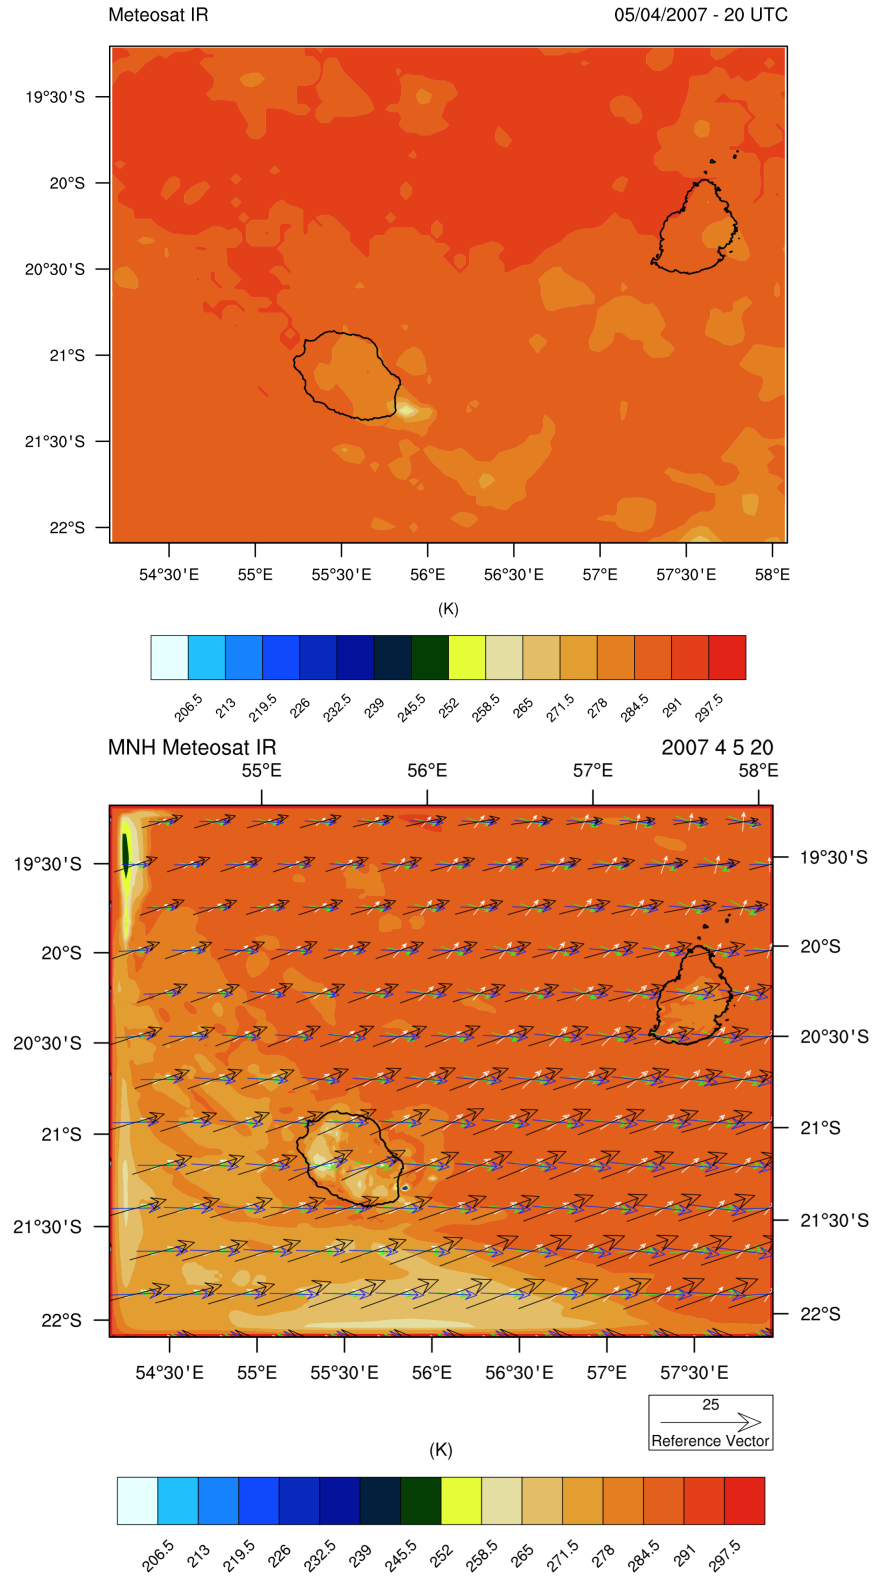 Meteosat IR 05/04/2007 - 20 UTC
19°30'S
20°S
20°30'S
21°S
21°30'S
22°S
54°30'E 55°E 55°30'E 56°E 56°30'E 57°E 57°30'E 58°E
(K)
206.5 213 219.5 226 232.5 239 245.5 252 258.5 265 271.5 278 284.5 291 297.5
MNH Meteosat IR 2007 4 5 20
55°E 56°E 57°E 58°E
19°30'S 19°30'S
20°S 20°S
20°30'S 20°30'S
21°S 21°S
21°30'S 21°30'S
22°S 22°S
54°30'E 55°E 55°30'E 56°E 56°30'E 57°E 57°30'E
25
Reference Vector
(K)
206.5 213 219.5 226 232.5 239 245.5 252 258.5 265 271.5 278 284.5 291 297.5